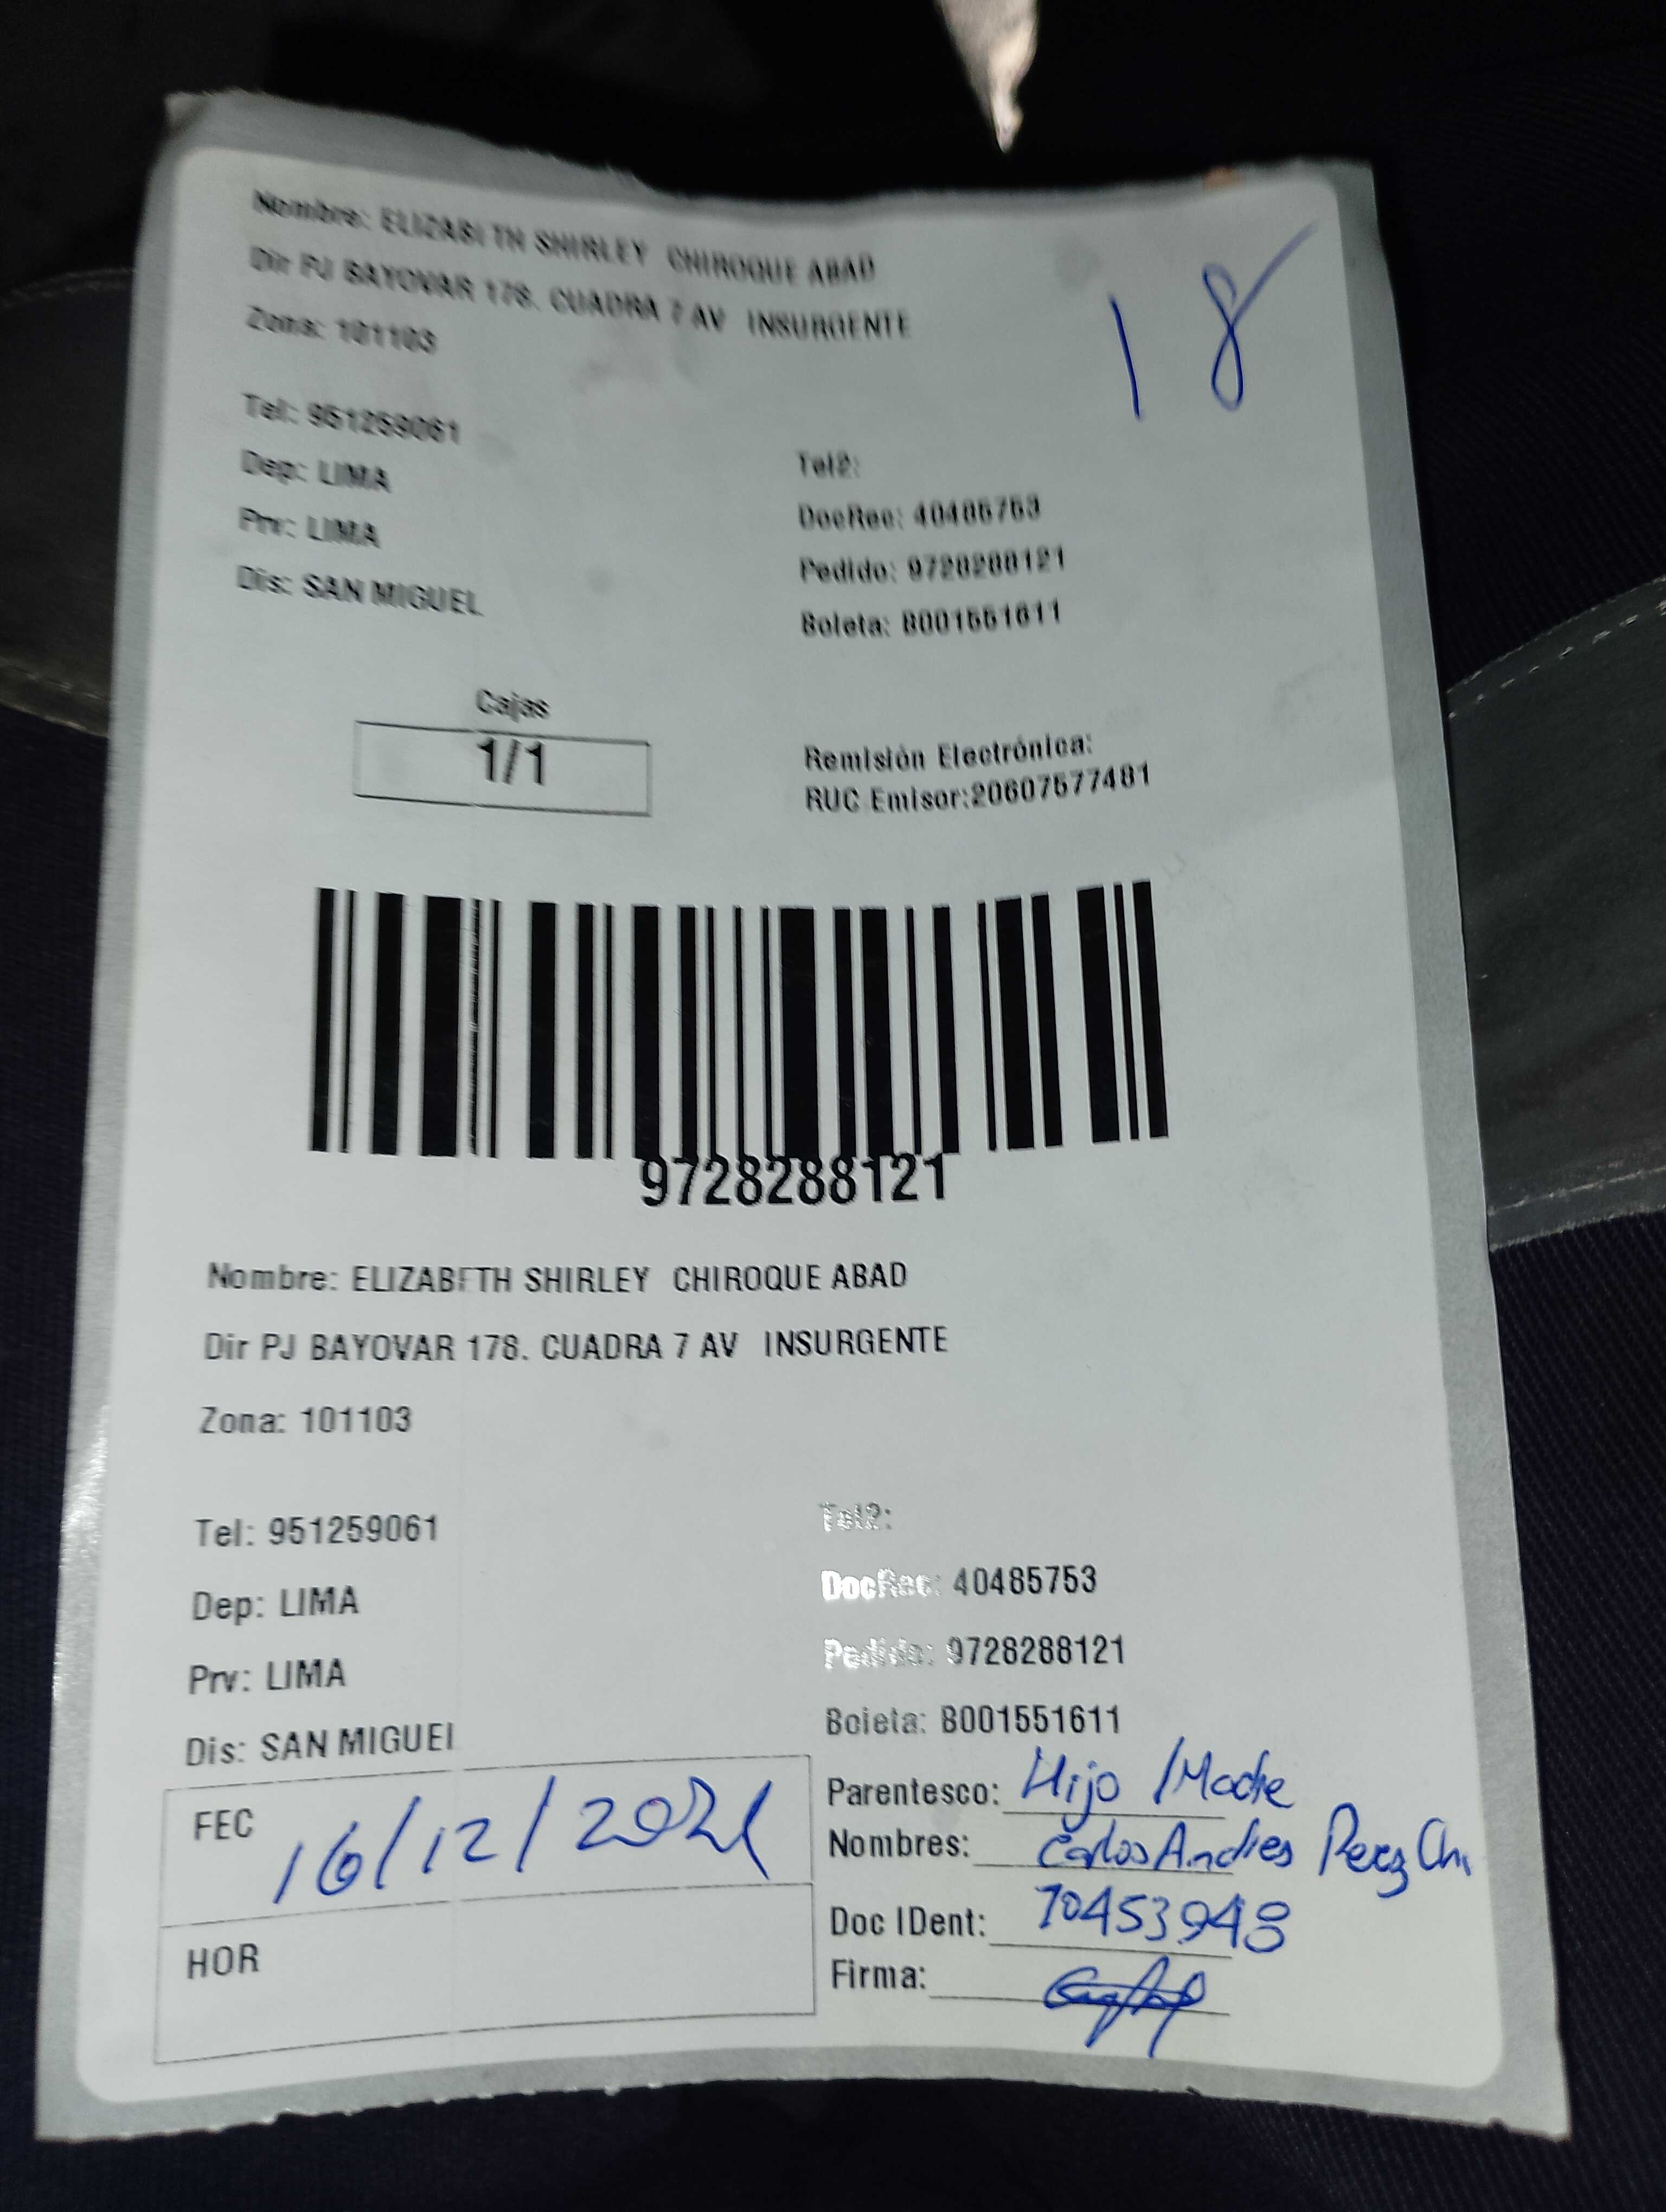 Nombre: ELIZABETH SHIRLEY CHIROQUE ABAD
Dir PJ BAYOVAR 178. CUADRA 7 AV INSURGENTE
Zona: 101103
18
Tel: 951259061
Dep: LIMA
Prv: LIMA
Dis: SAN MIGUEL
Tel2:
DocRec: 40485753
Pedido: 9728288121
Boleta: B001551611
Cajas
1/1
Remisión Electrónica:
RUC Emisor:20607577481
9728288121
Nombre: ELIZABETH SHIRLEY CHIROQUE ABAD
Dir PJ BAYOVAR 178. CUADRA 7 AV INSURGENTE
Zona: 101103
Tel: 951259061
Dep: LIMA
Prv: LIMA
Dis: SAN MIGUEL
Tel2:
DocRec: 40485753
Pedido: 9728288121
Boleta: B001551611
FEC 16/12/2021
HOR
Parentesco: Hijo / Madre
Nombres: Carlos Andres Perez Chi
Doc IDent: 70453948
Firma: